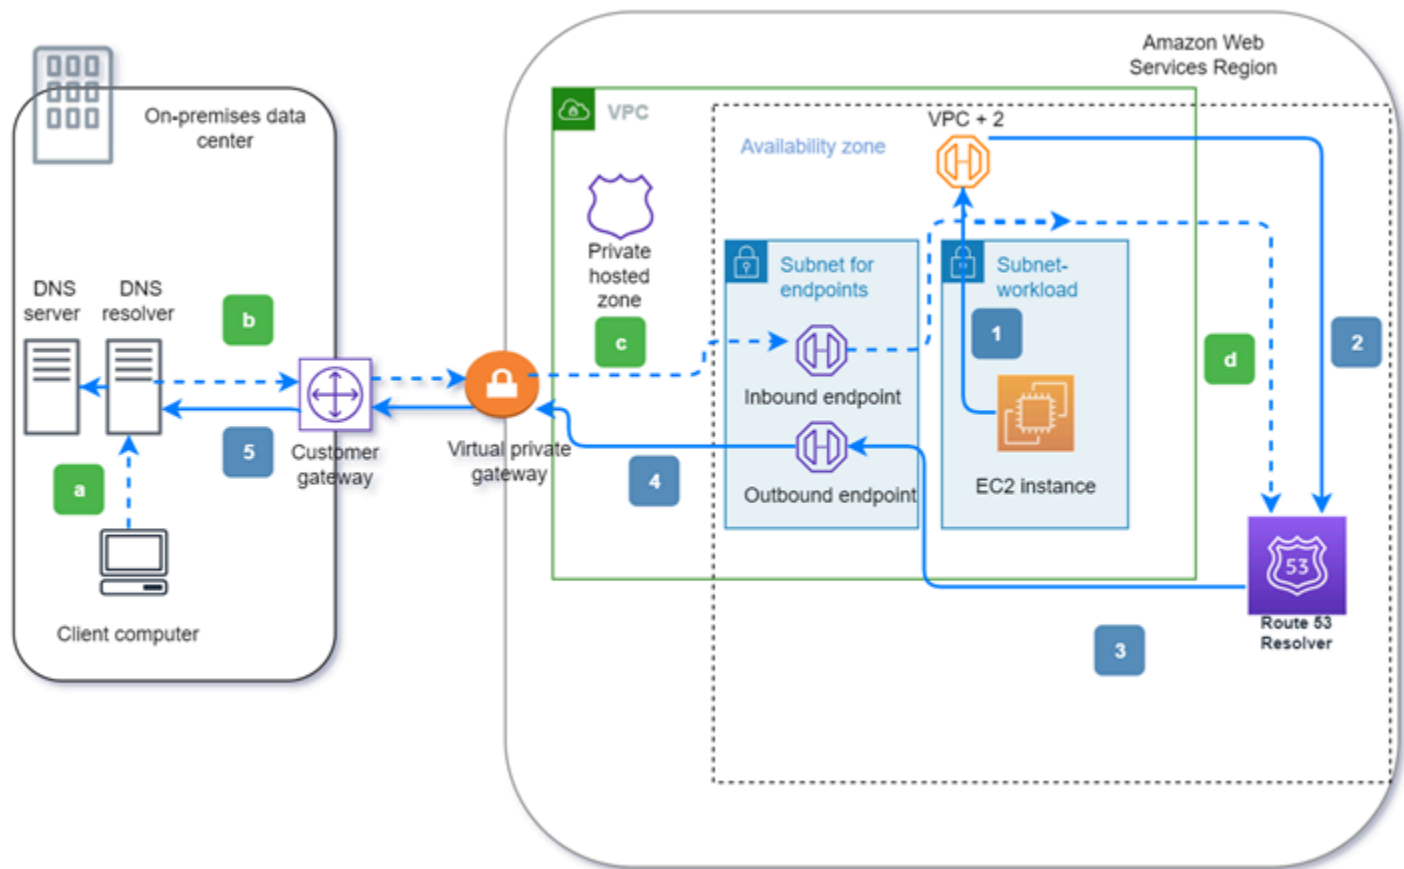 Amazon Web
Services Region
On-premises data
center
VPC
VPC + 2
Availability zone
Private
hosted
zone
Subnet for
endpoints
Subnet-
workload
DNS
server
DNS
resolver
b
c
1
d
2
Inbound endpoint
Customer
gateway
Virtual private
gateway
5
4
a
EC2 instance
Outbound endpoint
53
Route 53
Resolver
Client computer
3